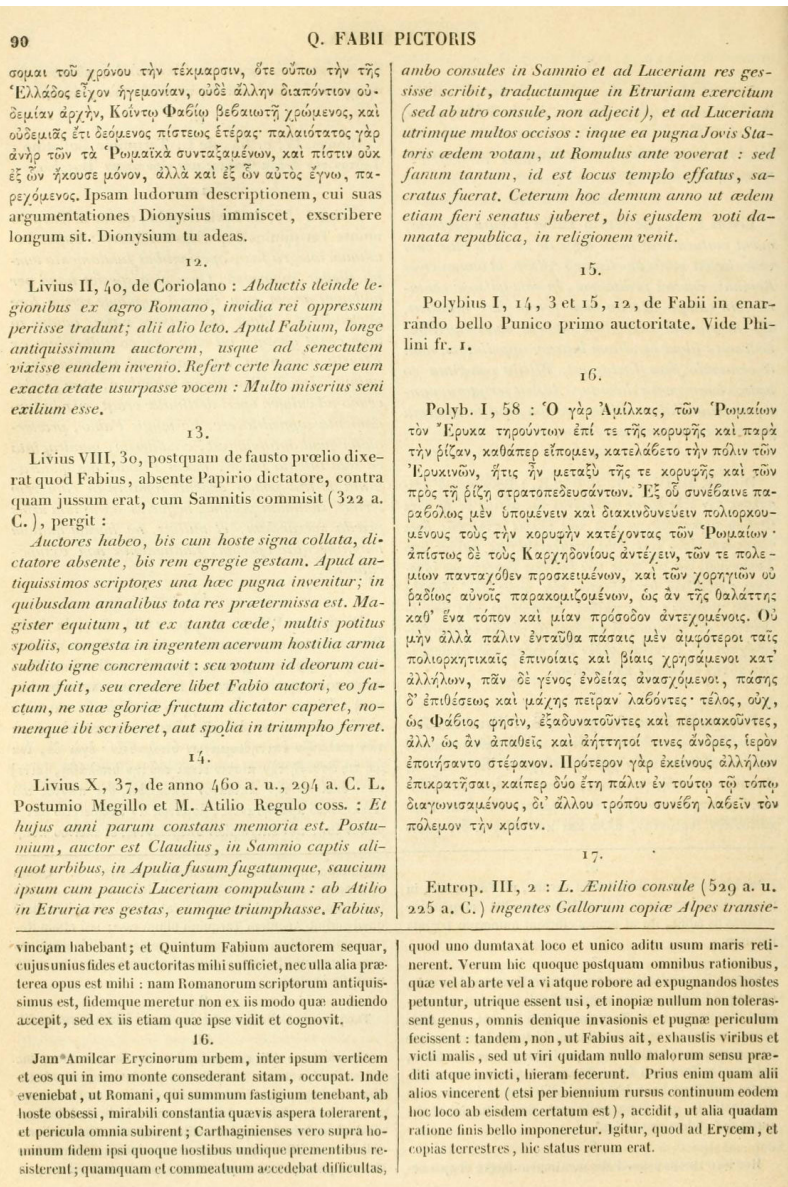 90
Q. FABII PICTORIS
σομαι τοῦ χρόνου τὴν τέκμαρσιν, ὅτε οὔπω τὴν τῆς
Ἑλλάδος εἶχον ἡγεμονίαν, οὐδὲ ἄλλην διαπόντιον οὐ-
δεμίαν ἀρχὴν, Κοίντῳ Φαβίῳ βεβαιωτῇ χρώμενος, καὶ
οὐδεμιᾶς ἔτι δεόμενος πίστεως ἑτέρας· παλαιότατος γὰρ
ἀνὴρ τῶν τὰ Ῥωμαϊκὰ συνταξαμένων, καὶ πίστιν οὐκ
ἐξ ὧν ἤκουσε μόνον, ἀλλὰ καὶ ἐξ ὧν αὐτὸς ἔγνω, πα-
ρεχόμενος. Ipsam ludorum descriptionem, cui suas
argumentationes Dionysius immiscet, exscribere
longum sit. Dionysium tu adeas.
12.
Livius II, 40, de Coriolano : Abductis deinde le-
gionibus ex agro Romano, invidia rei oppressum
periisse tradunt; alii alio leto. Apud Fabium, longe
antiquissimum auctorem, usque ad senectutem
vixisse eundem invenio. Refert certe hanc sæpe eum
exacta ætate usurpasse vocem : Multo miserius seni
exilium esse.
13.
Livius VIII, 30, postquam de fausto prœlio dixe-
rat quod Fabius, absente Papirio dictatore, contra
quam jussum erat, cum Samnitis commisit (322 a.
C.), pergit :
Auctores habeo, bis cum hoste signa collata, di-
ctatore absente, bis rem egregie gestam. Apud an-
tiquissimos scriptores una hæc pugna invenitur; in
quibusdam annalibus tota res prætermissa est. Ma-
gister equitum, ut ex tanta cæde, multis potitus
spoliis, congesta in ingentem acervum hostilia arma
subdito igne concremavit : seu votum id deorum cui-
piam fuit, seu credere libet Fabio auctori, eo fa-
ctum, ne suæ gloriæ fructum dictator caperet, no-
menque ibi scriberet, aut spolia in triumpho ferret.
14.
Livius X, 37, de anno 460 a. u., 294 a. C. L.
Postumio Megillo et M. Atilio Regulo coss. : Et
hujus anni parum constans memoria est. Postu-
mium, auctor est Claudius, in Samnio captis ali-
quot urbibus, in Apulia fusum fugatumque, saucium
ipsum cum paucis Luceriam compulsum : ab Atilio
in Etruria res gestas, eumque triumphasse. Fabius,
ambo consules in Samnio et ad Luceriam res ges-
sisse scribit, traductumque in Etruriam exercitum
(sed ab utro consule, non adjecit), et ad Luceriam
utrimque multos occisos : inque ea pugna Jovis Sta-
toris ædem votam, ut Romulus ante voverat : sed
fanum tantum, id est locus templo effatus, sa-
cratus fuerat. Ceterum hoc demum anno ut ædem
etiam fieri senatus juberet, bis ejusdem voti da-
mnata republica, in religionem venit.
15.
Polybius I, 14, 3 et 15, 12, de Fabii in enar-
rando bello Punico primo auctoritate. Vide Phi-
lini fr. 1.
16.
Polyb. I, 58 : Ὁ γὰρ Ἀμίλκας, τῶν Ῥωμαίων
τὸν Ἔρυκα τηρούντων ἐπί τε τῆς κορυφῆς καὶ παρὰ
τὴν ῥίζαν, καθάπερ εἴπομεν, κατελάβετο τὴν πόλιν τῶν
Ἐρυκινῶν, ἥτις ἦν μεταξὺ τῆς τε κορυφῆς καὶ τῶν
πρὸς τῇ ῥίζῃ στρατοπεδευσάντων. Ἐξ οὗ συνέβαινε πα-
ραβόλως μὲν ὑπομένειν καὶ διακινδυνεύειν πολιορκου-
μένους τοὺς τὴν κορυφὴν κατέχοντας τῶν Ῥωμαίων ·
ἀπίστως δὲ τοὺς Καρχηδονίους ἀντέχειν, τῶν τε πολε-
μίων πανταχόθεν προσκειμένων, καὶ τῶν χορηγιῶν οὐ
ῥᾳδίως αὐνοῖς παρακομιζομένων, ὡς ἂν τῆς θαλάττης
καθ’ ἕνα τόπον καὶ μίαν πρόσοδον ἀντεχομένοις. Οὐ
μὴν ἀλλὰ πάλιν ἐνταῦθα πάσαις μὲν ἀμφότεροι ταῖς
πολιορκητικαῖς ἐπινοίαις καὶ βίαις χρησάμενοι κατ’
ἀλλήλων, πᾶν δὲ γένος ἐνδείας ἀνασχόμενοι, πάσης
δ’ ἐπιθέσεως καὶ μάχης πεῖραν λαβόντες· τέλος, οὐχ,
ὡς Φάβιος φησὶν, ἐξαδυνατοῦντες καὶ περικακοῦντες,
ἀλλ’ ὡς ἂν ἀπαθεῖς καὶ ἀήττητοί τινες ἄνδρες, ἱερὸν
ἐποιήσαντο στέφανον. Πρότερον γὰρ ἐκείνους ἀλλήλων
ἐπικρατῆσαι, καίπερ δύο ἔτη πάλιν ἐν τούτῳ τῷ τόπῳ
διαγωνισαμένους, δι’ ἄλλου τρόπου συνέβη λαβεῖν τὸν
πόλεμον τὴν κρίσιν.
17.
Eutrop. III, 2 : L. Æmilio consule (529 a. u.
225 a. C.) ingentes Gallorum copiæ Alpes transie-
vinciam habebant; et Quintum Fabium auctorem sequar,
cujus unius fides et auctoritas mihi sufficiet, nec ulla alia præ-
terea opus est mihi : nam Romanorum scriptorum antiquis-
simus est, fidemque meretur non ex iis modo quæ audiendo
accepit, sed ex iis etiam quæ ipse vidit et cognovit.
16.
Jam Amilcar Erycinorum urbem, inter ipsum verticem
et eos qui in imo monte consederant sitam, occupat. Inde
eveniebat, ut Romani, qui summum fastigium tenebant, ab
hoste obsessi, mirabili constantia quævis aspera tolerarent,
et pericula omnia subirent; Carthaginienses vero supra ho-
minum fidem ipsi quoque hostibus undique prementibus re-
sisterent; quamquam et commeatuum accedebat difficultas,
quod uno dumtaxat loco et unico aditu usum maris reti-
nerent. Verum hic quoque postquam omnibus rationibus,
quæ vel ab arte vel a vi atque robore ad expugnandos hostes
petuntur, utrique essent usi, et inopiæ nullum non toleras-
sent genus, omnis denique invasionis et pugnæ periculum
fecissent : tandem, non, ut Fabius ait, exhaustis viribus et
victi malis, sed ut viri quidam nullo malorum sensu præ-
diti atque invicti, hieram fecerunt. Prius enim quam alii
alios vincerent (etsi per biennium rursus continuum eodem
hoc loco ab eisdem certatum est), accidit, ut alia quadam
ratione finis bello imponeretur. Igitur, quod ad Erycem, et
copias terrestres, hic status rerum erat.